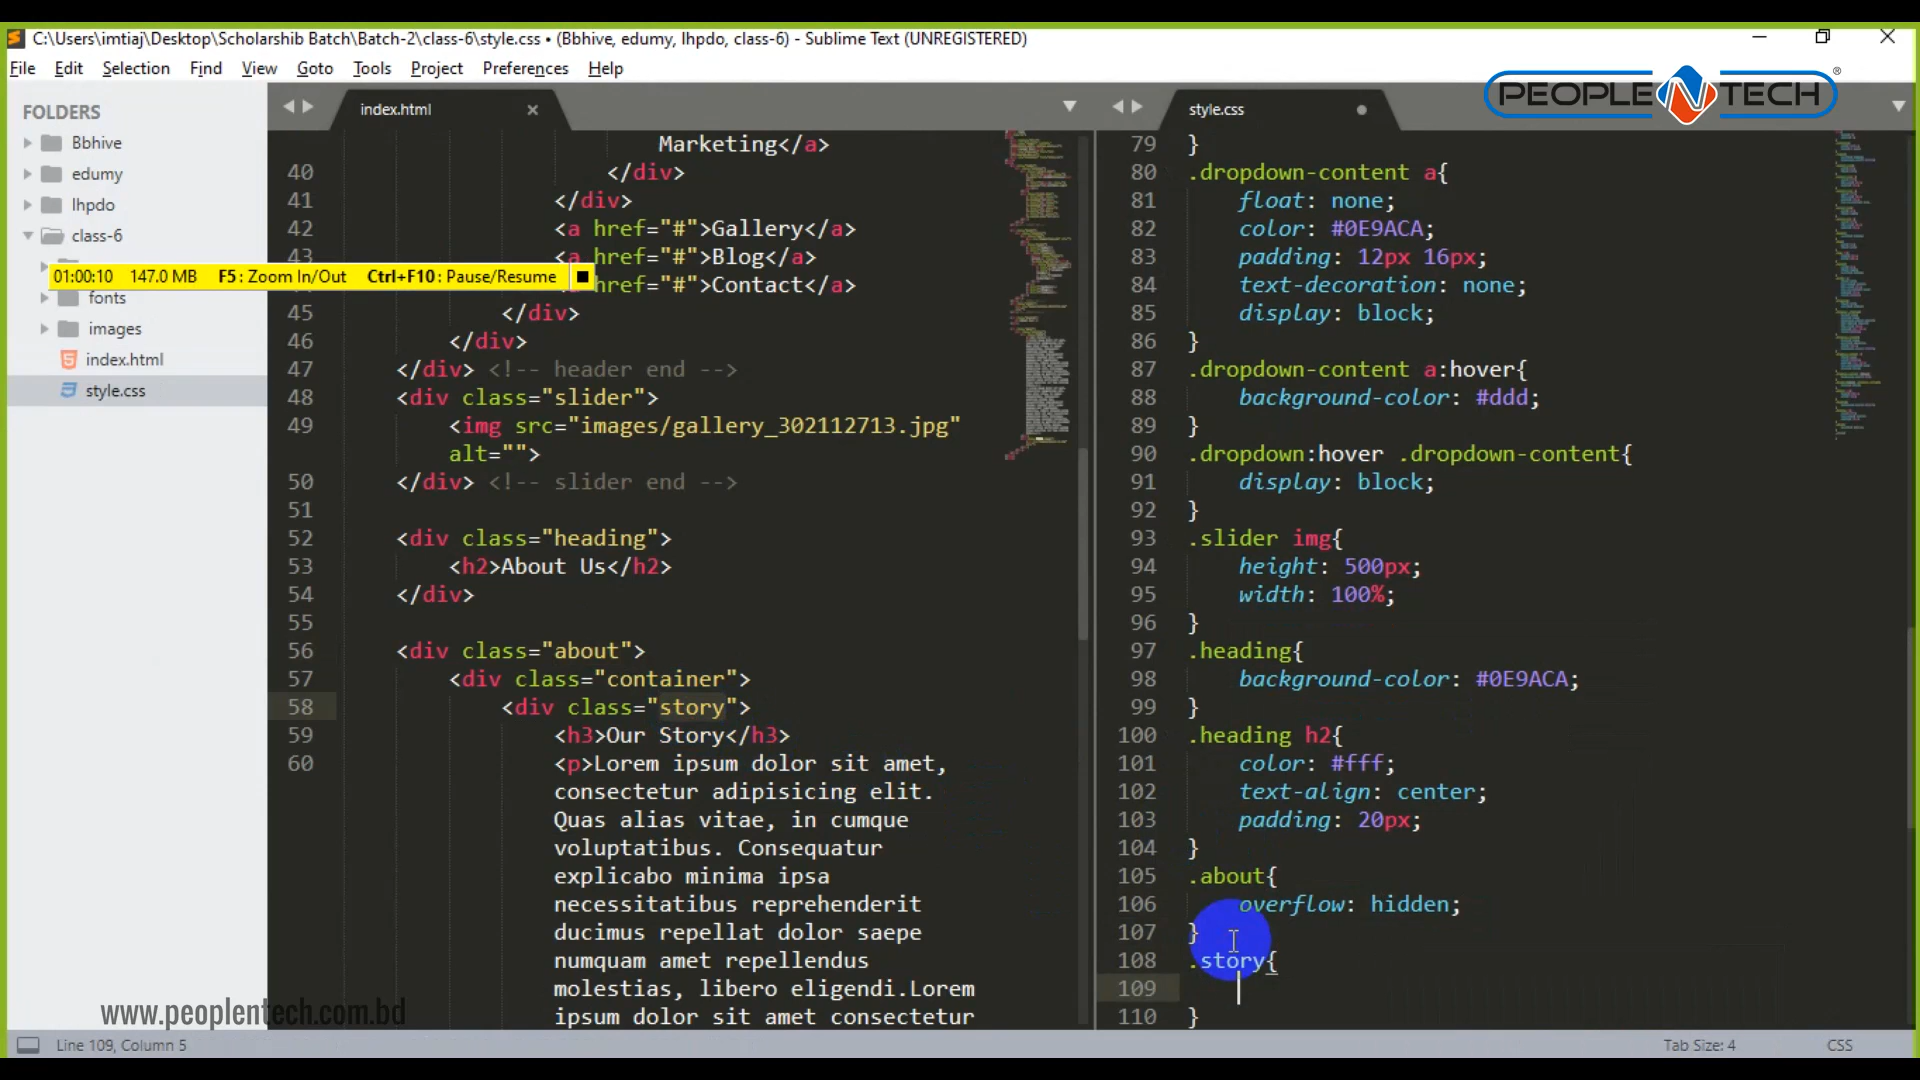 C:\Users\imtiaj\Desktop\Scholarshib Batch\Batch-2\class-6\style.css • (Bbhive, edumy, lhpdo, class-6) - Sublime Text (UNREGISTERED)
File Edit Selection Find View Goto Tools Project Preferences Help
PEOPLE N TECH ®
FOLDERS
Bbhive
edumy
lhpdo
class-6
01:00:10 147.0 MB F5: Zoom In/Out Ctrl+F10: Pause/Resume
fonts
images
index.html
style.css
index.html
Marketing</a>
40 </div>
41 </div>
42 <a href="#">Gallery</a>
43 <a href="#">Blog</a>
href="#">Contact</a>
45 </div>
46 </div>
47 </div> <!-- header end -->
48 <div class="slider">
49 <img src="images/gallery_302112713.jpg"
alt="">
50 </div> <!-- slider end -->
51
52 <div class="heading">
53 <h2>About Us</h2>
54 </div>
55
56 <div class="about">
57 <div class="container">
58 <div class="story">
59 <h3>Our Story</h3>
60 <p>Lorem ipsum dolor sit amet,
consectetur adipisicing elit.
Quas alias vitae, in cumque
voluptatibus. Consequatur
explicabo minima ipsa
necessitatibus reprehenderit
ducimus repellat dolor saepe
numquam amet repellendus
molestias, libero eligendi.Lorem
ipsum dolor sit amet consectetur
style.css
79 }
80 .dropdown-content a{
81 float: none;
82 color: #0E9ACA;
83 padding: 12px 16px;
84 text-decoration: none;
85 display: block;
86 }
87 .dropdown-content a:hover{
88 background-color: #ddd;
89 }
90 .dropdown:hover .dropdown-content{
91 display: block;
92 }
93 .slider img{
94 height: 500px;
95 width: 100%;
96 }
97 .heading{
98 background-color: #0E9ACA;
99 }
100 .heading h2{
101 color: #fff;
102 text-align: center;
103 padding: 20px;
104 }
105 .about{
106 overflow: hidden;
107 }
108 .story{
109
110 }
www.peoplentech.com.bd
Line 109, Column 5
Tab Size: 4
CSS